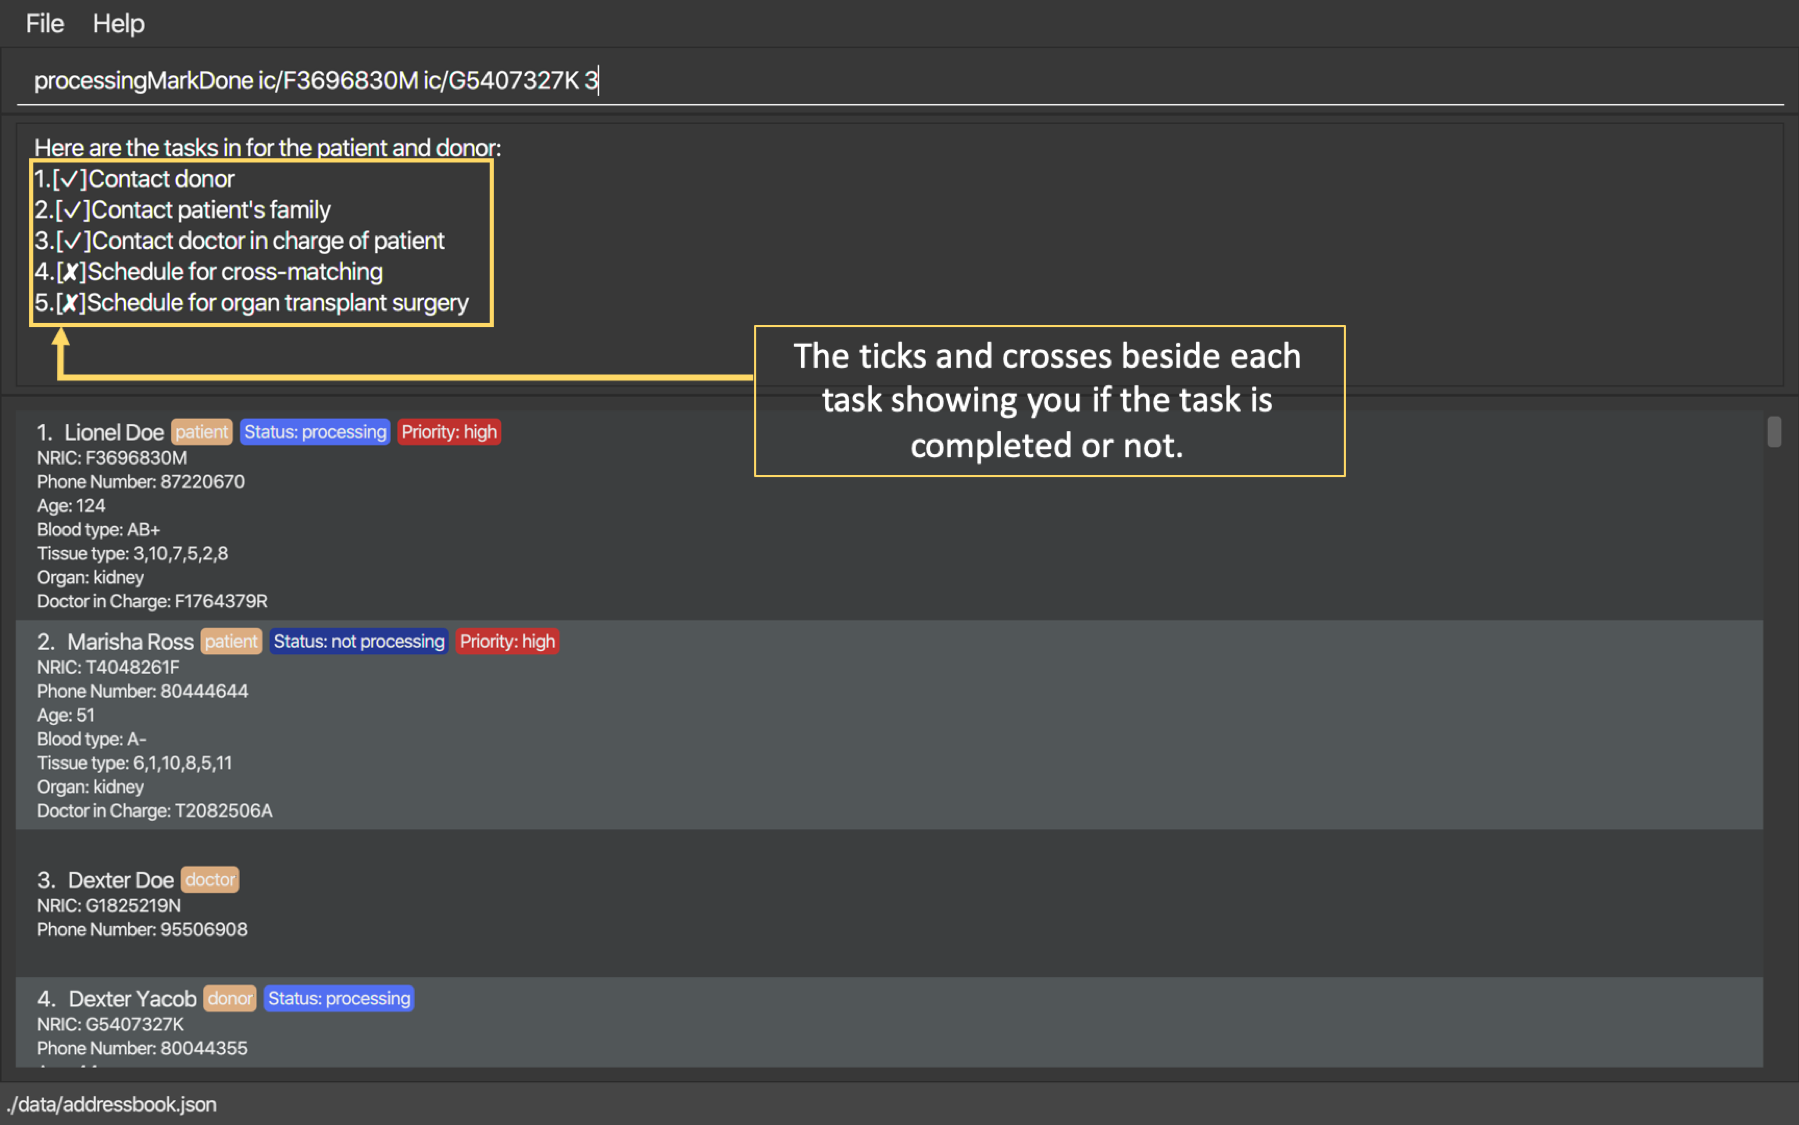 File Help
processingMarkDone ic/F3696830M ic/G5407327K 3
Here are the tasks in for the patient and donor:
1.[✓]Contact donor
2.[✓]Contact patient's family
3.[✓]Contact doctor in charge of patient
4.[✗]Schedule for cross-matching
5.[✗]Schedule for organ transplant surgery
The ticks and crosses beside each
task showing you if the task is
completed or not.
1. Lionel Doe patient Status: processing Priority: high
NRIC: F3696830M
Phone Number: 87220670
Age: 124
Blood type: AB+
Tissue type: 3,10,7,5,2,8
Organ: kidney
Doctor in Charge: F1764379R
2. Marisha Ross patient Status: not processing Priority: high
NRIC: T4048261F
Phone Number: 80444644
Age: 51
Blood type: A-
Tissue type: 6,1,10,8,5,11
Organ: kidney
Doctor in Charge: T2082506A
3. Dexter Doe doctor
NRIC: G1825219N
Phone Number: 95506908
4. Dexter Yacob donor Status: processing
NRIC: G5407327K
Phone Number: 80044355
./data/addressbook.json